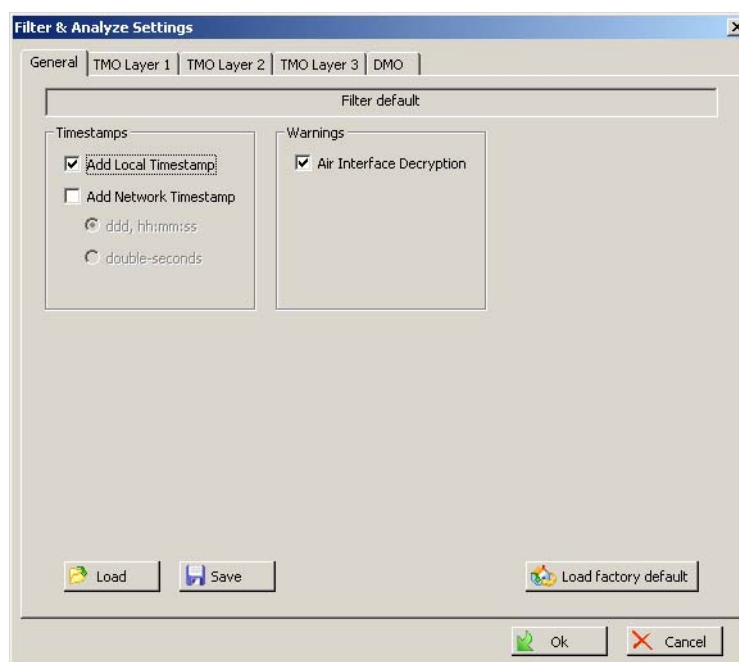 Filter & Analyze Settings
General TMO Layer 1 TMO Layer 2 TMO Layer 3 DMO
Filter default
Timestamps
Add Local Timestamp
Add Network Timestamp
ddd, hh:mm:ss
double-seconds
Warnings
Air Interface Decryption
Load Save Load factory default
Ok Cancel